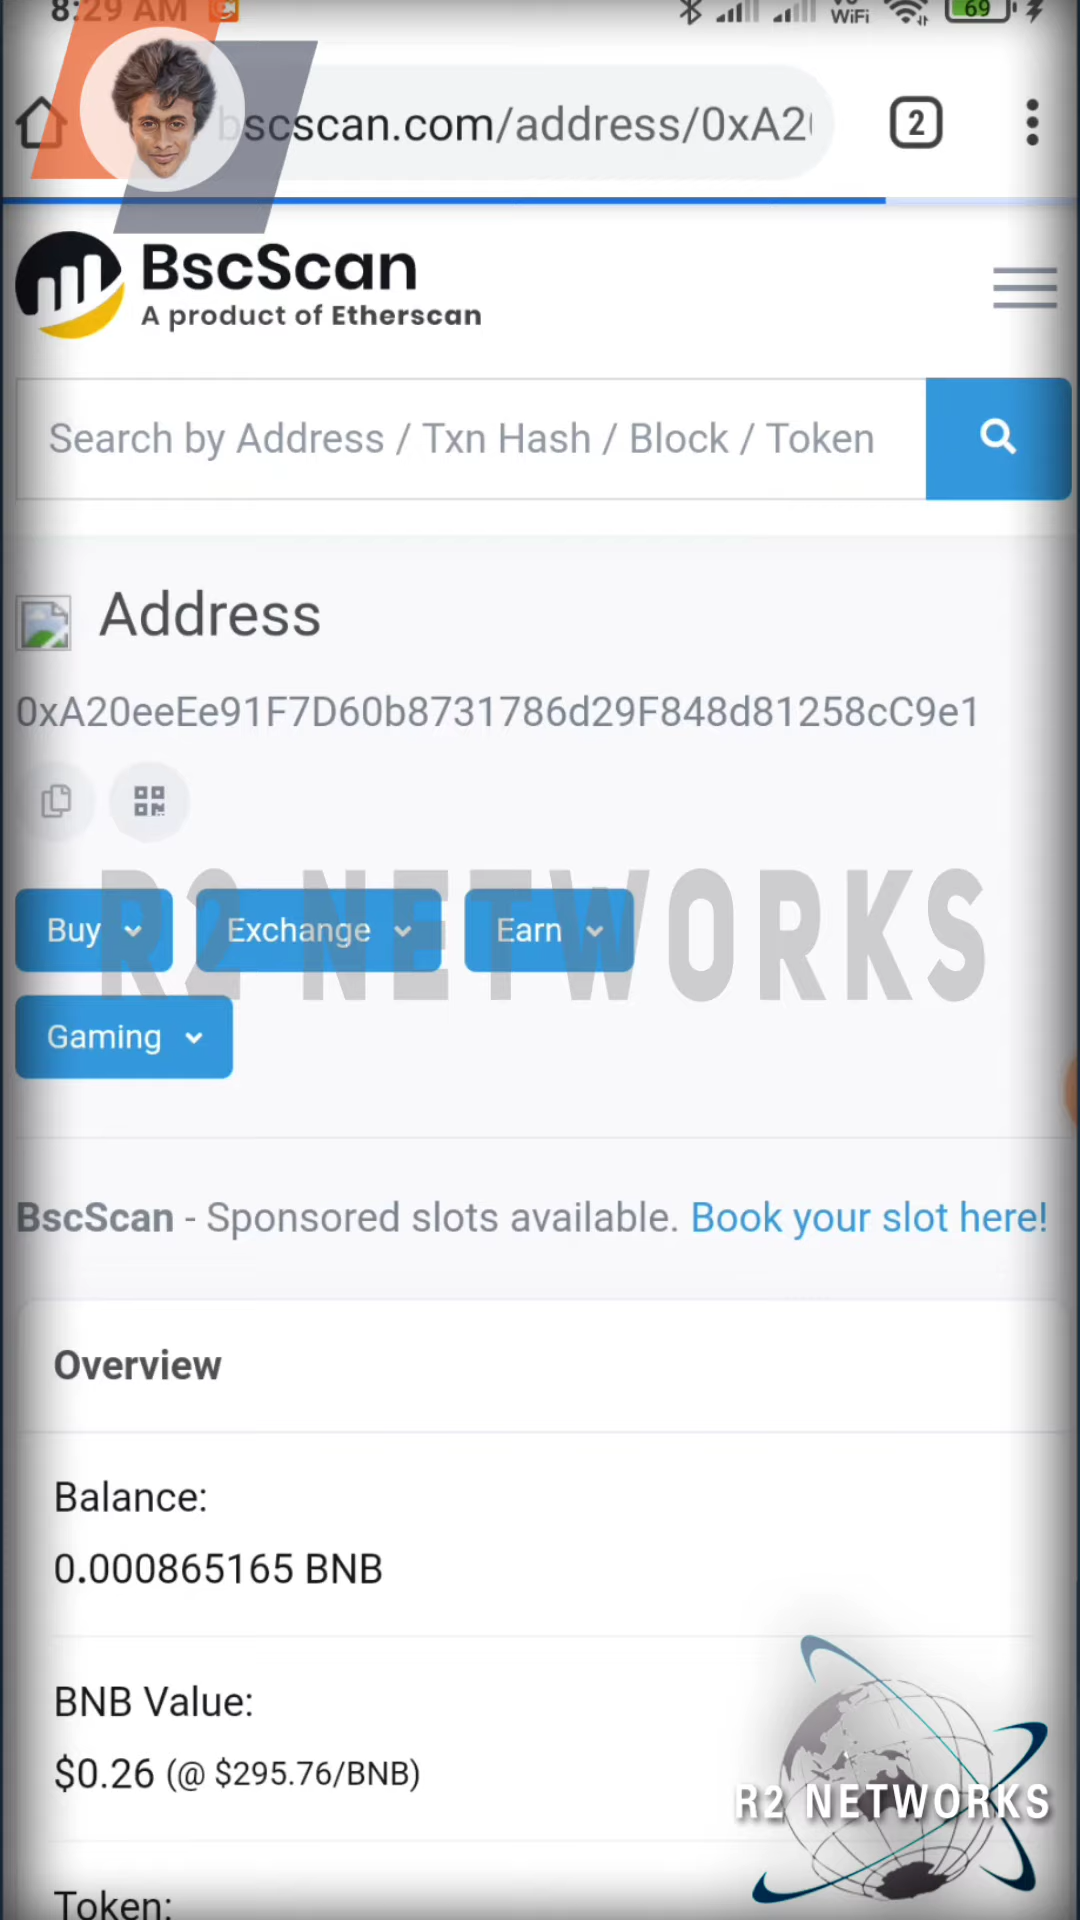 8:29 AM
WiFi
69
bscscan.com/address/0xA2
2
BscScan
A product of Etherscan
Search by Address / Txn Hash / Block / Token
Address
0xA20eeEe91F7D60b8731786d29F848d81258cC9e1
Buy
Exchange
Earn
R2 NETWORKS
Gaming
BscScan - Sponsored slots available. Book your slot here!
Overview
Balance:
0.000865165 BNB
BNB Value:
$0.26 (@ $295.76/BNB)
R2 NETWORKS
Token: